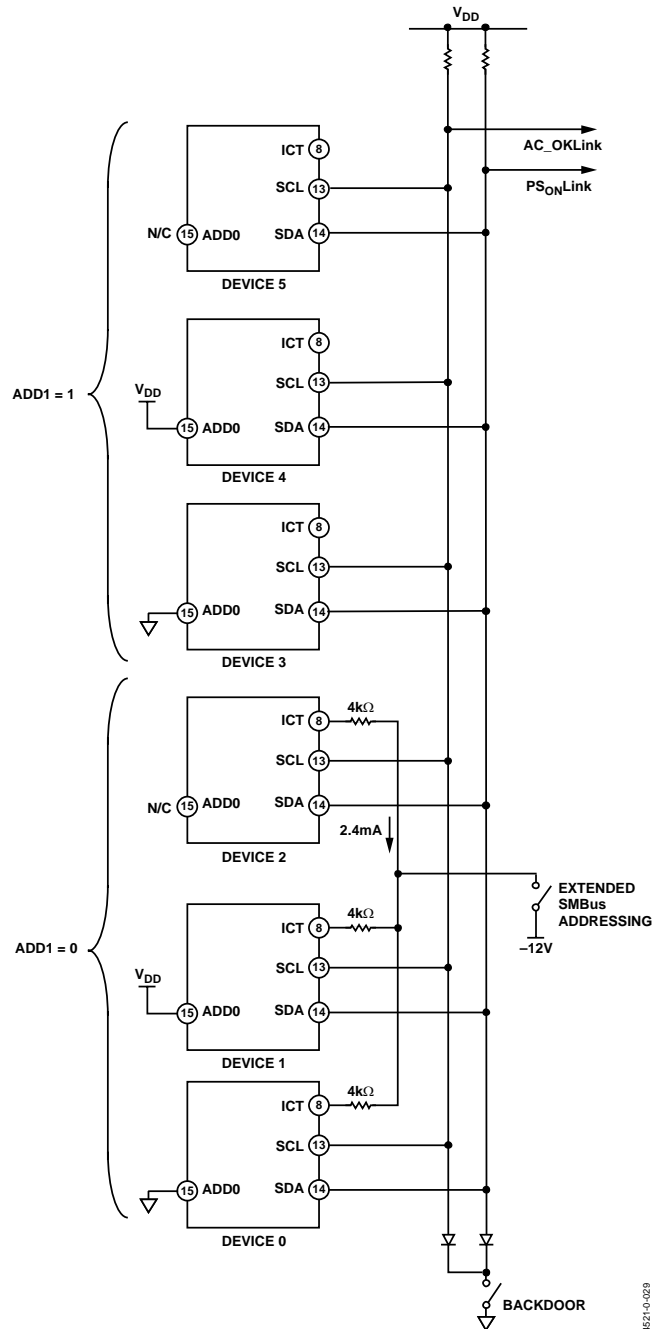 VDD
AC_OKLink
PSONLink
ICT 8
SCL 13
N/C 15 ADD0
SDA 14
DEVICE 5
ICT 8
SCL 13
VDD
15 ADD0
SDA 14
DEVICE 4
ADD1 = 1
ICT 8
SCL 13
15 ADD0
SDA 14
DEVICE 3
ICT 8
4kΩ
SCL 13
N/C 15 ADD0
SDA 14
DEVICE 2
2.4mA
EXTENDED
SMBus
ADDRESSING
–12V
ADD1 = 0
ICT 8
4kΩ
SCL 13
VDD
15 ADD0
SDA 14
DEVICE 1
ICT 8
4kΩ
SCL 13
15 ADD0
SDA 14
DEVICE 0
BACKDOOR